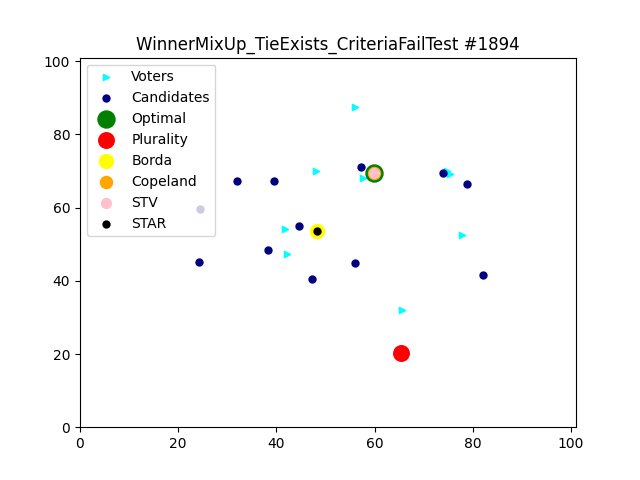 WinnerMixUp_TieExists_CriteriaFailTest #1894
100
80
60
40
20
0
0 20 40 60 80 100
Voters
Candidates
Optimal
Plurality
Borda
Copeland
STV
STAR